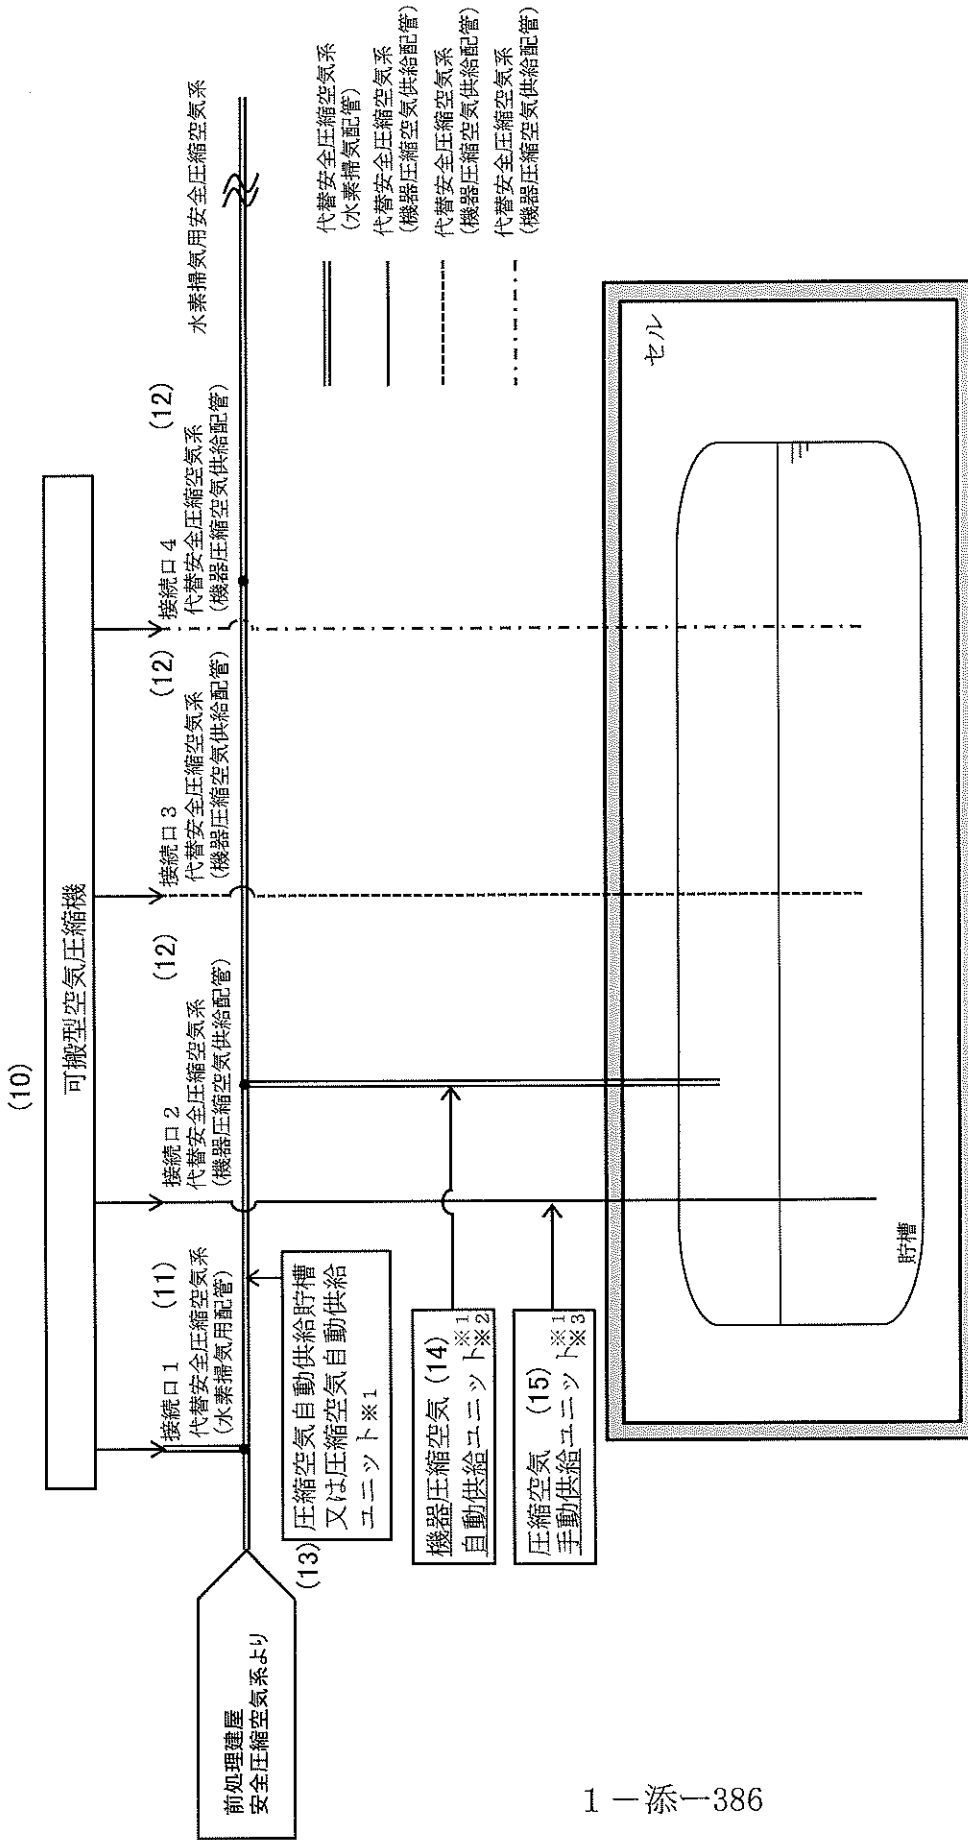 (10)
可搬型空気圧縮機
接続口1
代替安全圧縮空気系
(水素掃気用配管)
(11)
接続口2
代替安全圧縮空気系
(機器圧縮空気供給配管)
(12)
接続口3
代替安全圧縮空気系
(機器圧縮空気供給配管)
(12)
接続口4
代替安全圧縮空気系
(機器圧縮空気供給配管)
(12)
水素掃気用安全圧縮空気系
前処理建屋
安全圧縮空気系より
(13)
圧縮空気自動供給貯槽
又は圧縮空気自動供給
ユニット※1
機器圧縮空気 (14)
自動供給ユニット※1
※2
圧縮空気 (15)
手動供給ユニット※1
※3
代替安全圧縮空気系
(水素掃気配管)
代替安全圧縮空気系
(機器圧縮空気供給配管)
代替安全圧縮空気系
(機器圧縮空気供給配管)
代替安全圧縮空気系
(機器圧縮空気供給配管)
セル
貯槽
1-添-386